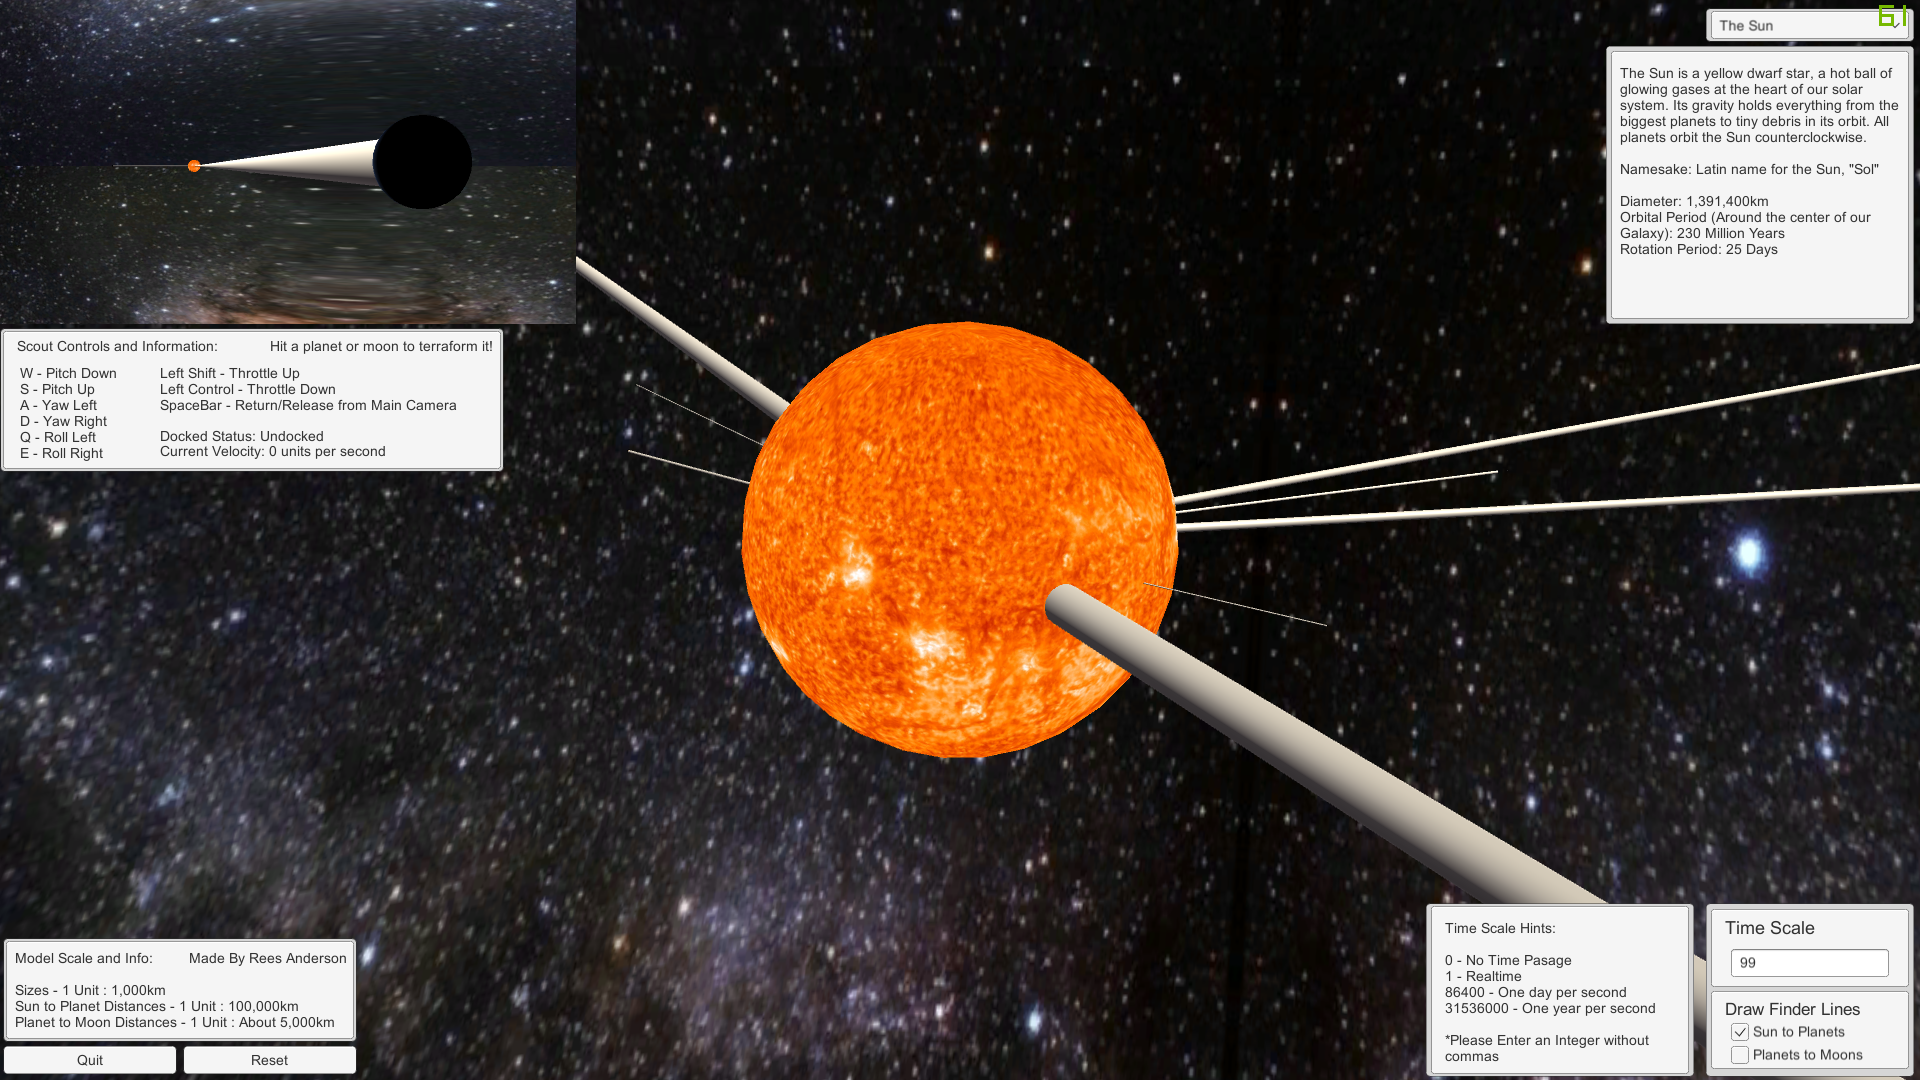 61
The Sun
The Sun is a yellow dwarf star, a hot ball of
glowing gases at the heart of our solar
system. Its gravity holds everything from the
biggest planets to tiny debris in its orbit. All
planets orbit the Sun counterclockwise.
Namesake: Latin name for the Sun, "Sol"
Diameter: 1,391,400km
Orbital Period (Around the center of our
Galaxy): 230 Million Years
Rotation Period: 25 Days
Scout Controls and Information: Hit a planet or moon to terraform it!
W - Pitch Down Left Shift - Throttle Up
S - Pitch Up Left Control - Throttle Down
A - Yaw Left SpaceBar - Return/Release from Main Camera
D - Yaw Right
Q - Roll Left Docked Status: Undocked
E - Roll Right Current Velocity: 0 units per second
Model Scale and Info: Made By Rees Anderson
Sizes - 1 Unit : 1,000km
Sun to Planet Distances - 1 Unit : 100,000km
Planet to Moon Distances - 1 Unit : About 5,000km
Quit Reset
Time Scale Hints:
0 - No Time Pasage
1 - Realtime
86400 - One day per second
31536000 - One year per second
*Please Enter an Integer without
commas
Time Scale
99
Draw Finder Lines
Sun to Planets
Planets to Moons